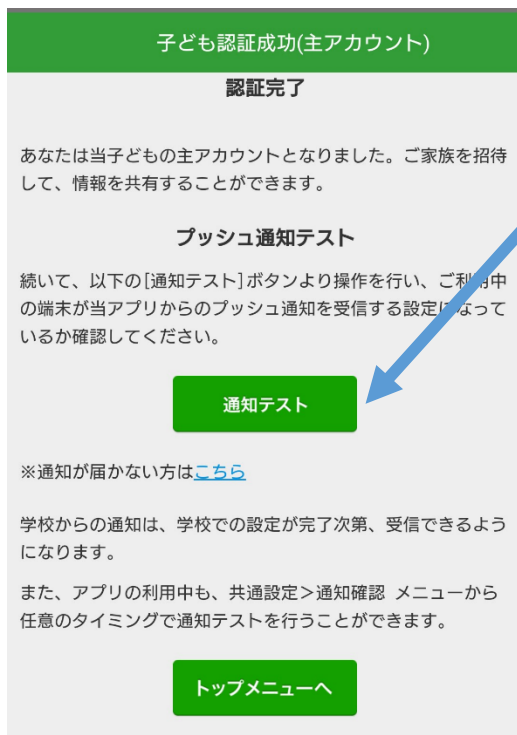 子ども認証成功(主アカウント)
認証完了
あなたは当子どもの主アカウントとなりました。ご家族を招待
して、情報を共有することができます。
プッシュ通知テスト
続いて、以下の[通知テスト]ボタンより操作を行い、ご利用中
の端末が当アプリからのプッシュ通知を受信する設定になって
いるか確認してください。
通知テスト
※通知が届かない方はこちら
学校からの通知は、学校での設定が完了次第、受信できるよう
になります。
また、アプリの利用中も、共通設定＞通知確認 メニューから
任意のタイミングで通知テストを行うことができます。
トップメニューへ